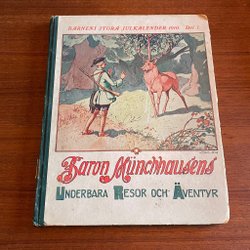 BARNENS STORA JULKALENDER 1910. Del 1.
Baron Münchhausens
UNDERBARA RESOR OCH ÄVENTYR